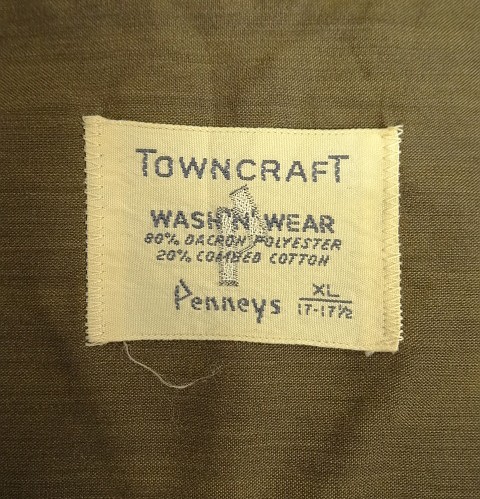 TOWNCRAFT
WASH'N' WEAR
80% DACRON POLYESTER
20% COMBED COTTON
Penneys
XL
17-17½